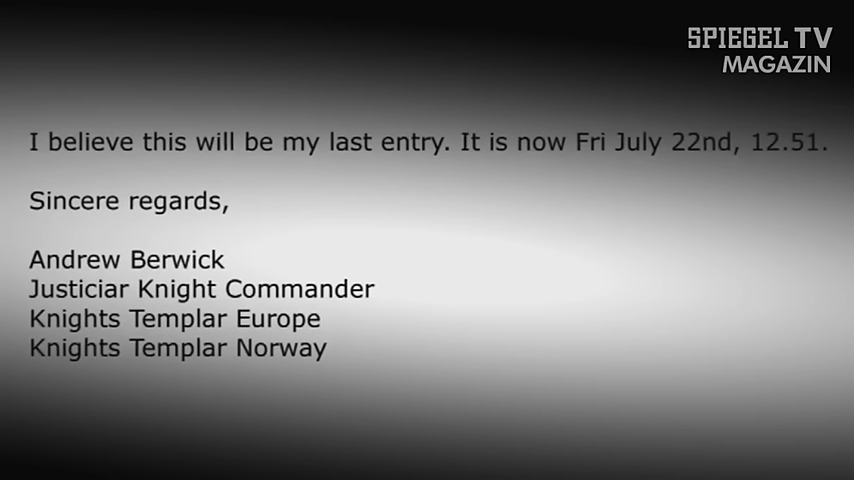 SPIEGEL TV
MAGAZIN
I believe this will be my last entry. It is now Fri July 22nd, 12.51.
Sincere regards,
Andrew Berwick
Justiciar Knight Commander
Knights Templar Europe
Knights Templar Norway